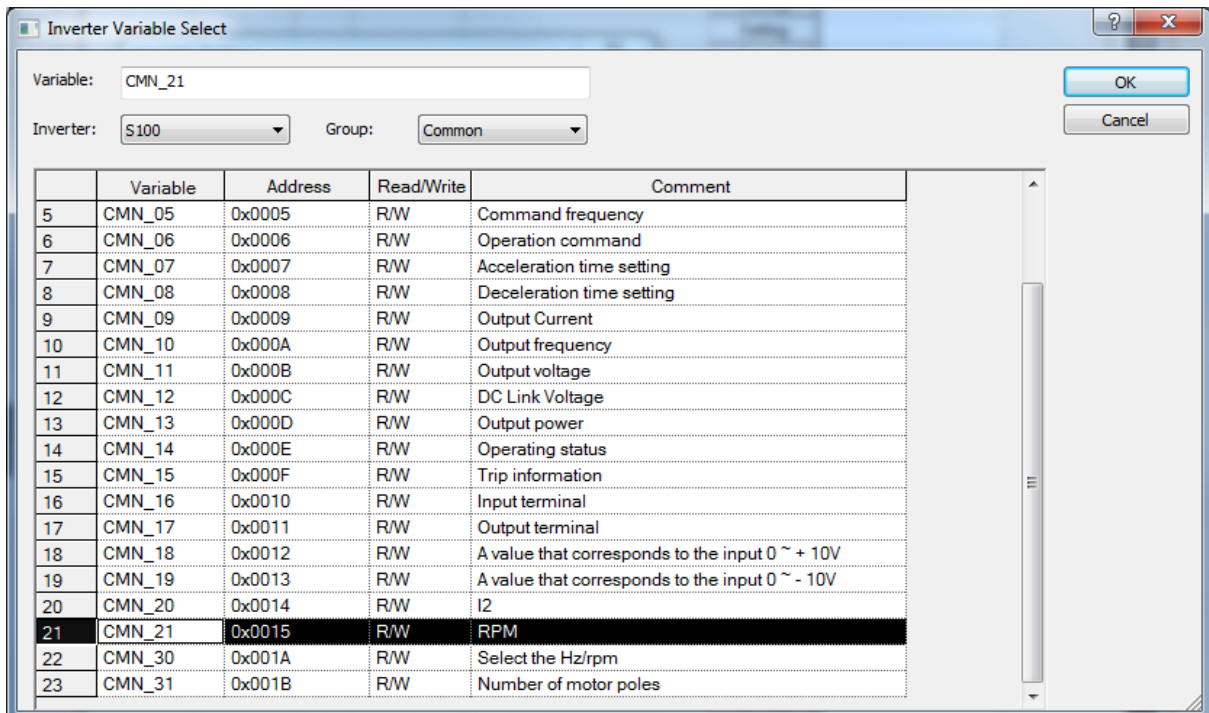 Inverter Variable Select
Variable: CMN_21 OK
Inverter: S100 Group: Common Cancel
Variable Address Read/Write Comment
5 CMN_05 0x0005 R/W Command frequency
6 CMN_06 0x0006 R/W Operation command
7 CMN_07 0x0007 R/W Acceleration time setting
8 CMN_08 0x0008 R/W Deceleration time setting
9 CMN_09 0x0009 R/W Output Current
10 CMN_10 0x000A R/W Output frequency
11 CMN_11 0x000B R/W Output voltage
12 CMN_12 0x000C R/W DC Link Voltage
13 CMN_13 0x000D R/W Output power
14 CMN_14 0x000E R/W Operating status
15 CMN_15 0x000F R/W Trip information
16 CMN_16 0x0010 R/W Input terminal
17 CMN_17 0x0011 R/W Output terminal
18 CMN_18 0x0012 R/W A value that corresponds to the input 0 ~ + 10V
19 CMN_19 0x0013 R/W A value that corresponds to the input 0 ~ - 10V
20 CMN_20 0x0014 R/W I2
21 CMN_21 0x0015 R/W RPM
22 CMN_30 0x001A R/W Select the Hz/rpm
23 CMN_31 0x001B R/W Number of motor poles